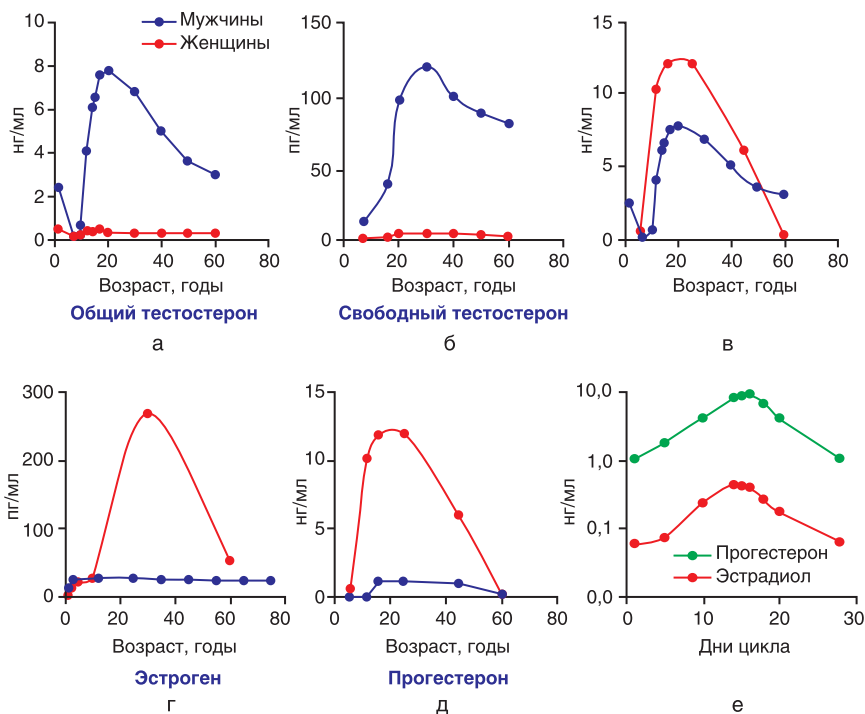 10
8
6
4
2
0
нг/мл
Мужчины
Женщины
0
20
40
60
80
Возраст, годы
Общий тестостерон
а
150
100
50
0
пг/мл
0
20
40
60
80
Возраст, годы
Свободный тестостерон
б
15
10
5
0
нг/мл
0
20
40
60
80
Возраст, годы
в
300
200
100
0
пг/мл
0
20
40
60
80
Возраст, годы
Эстроген
г
15
10
5
0
нг/мл
0
20
40
60
80
Возраст, годы
Прогестерон
д
10,0
1,0
0,1
0,0
нг/мл
Прогестерон
Эстрадиол
0
10
20
30
Дни цикла
е